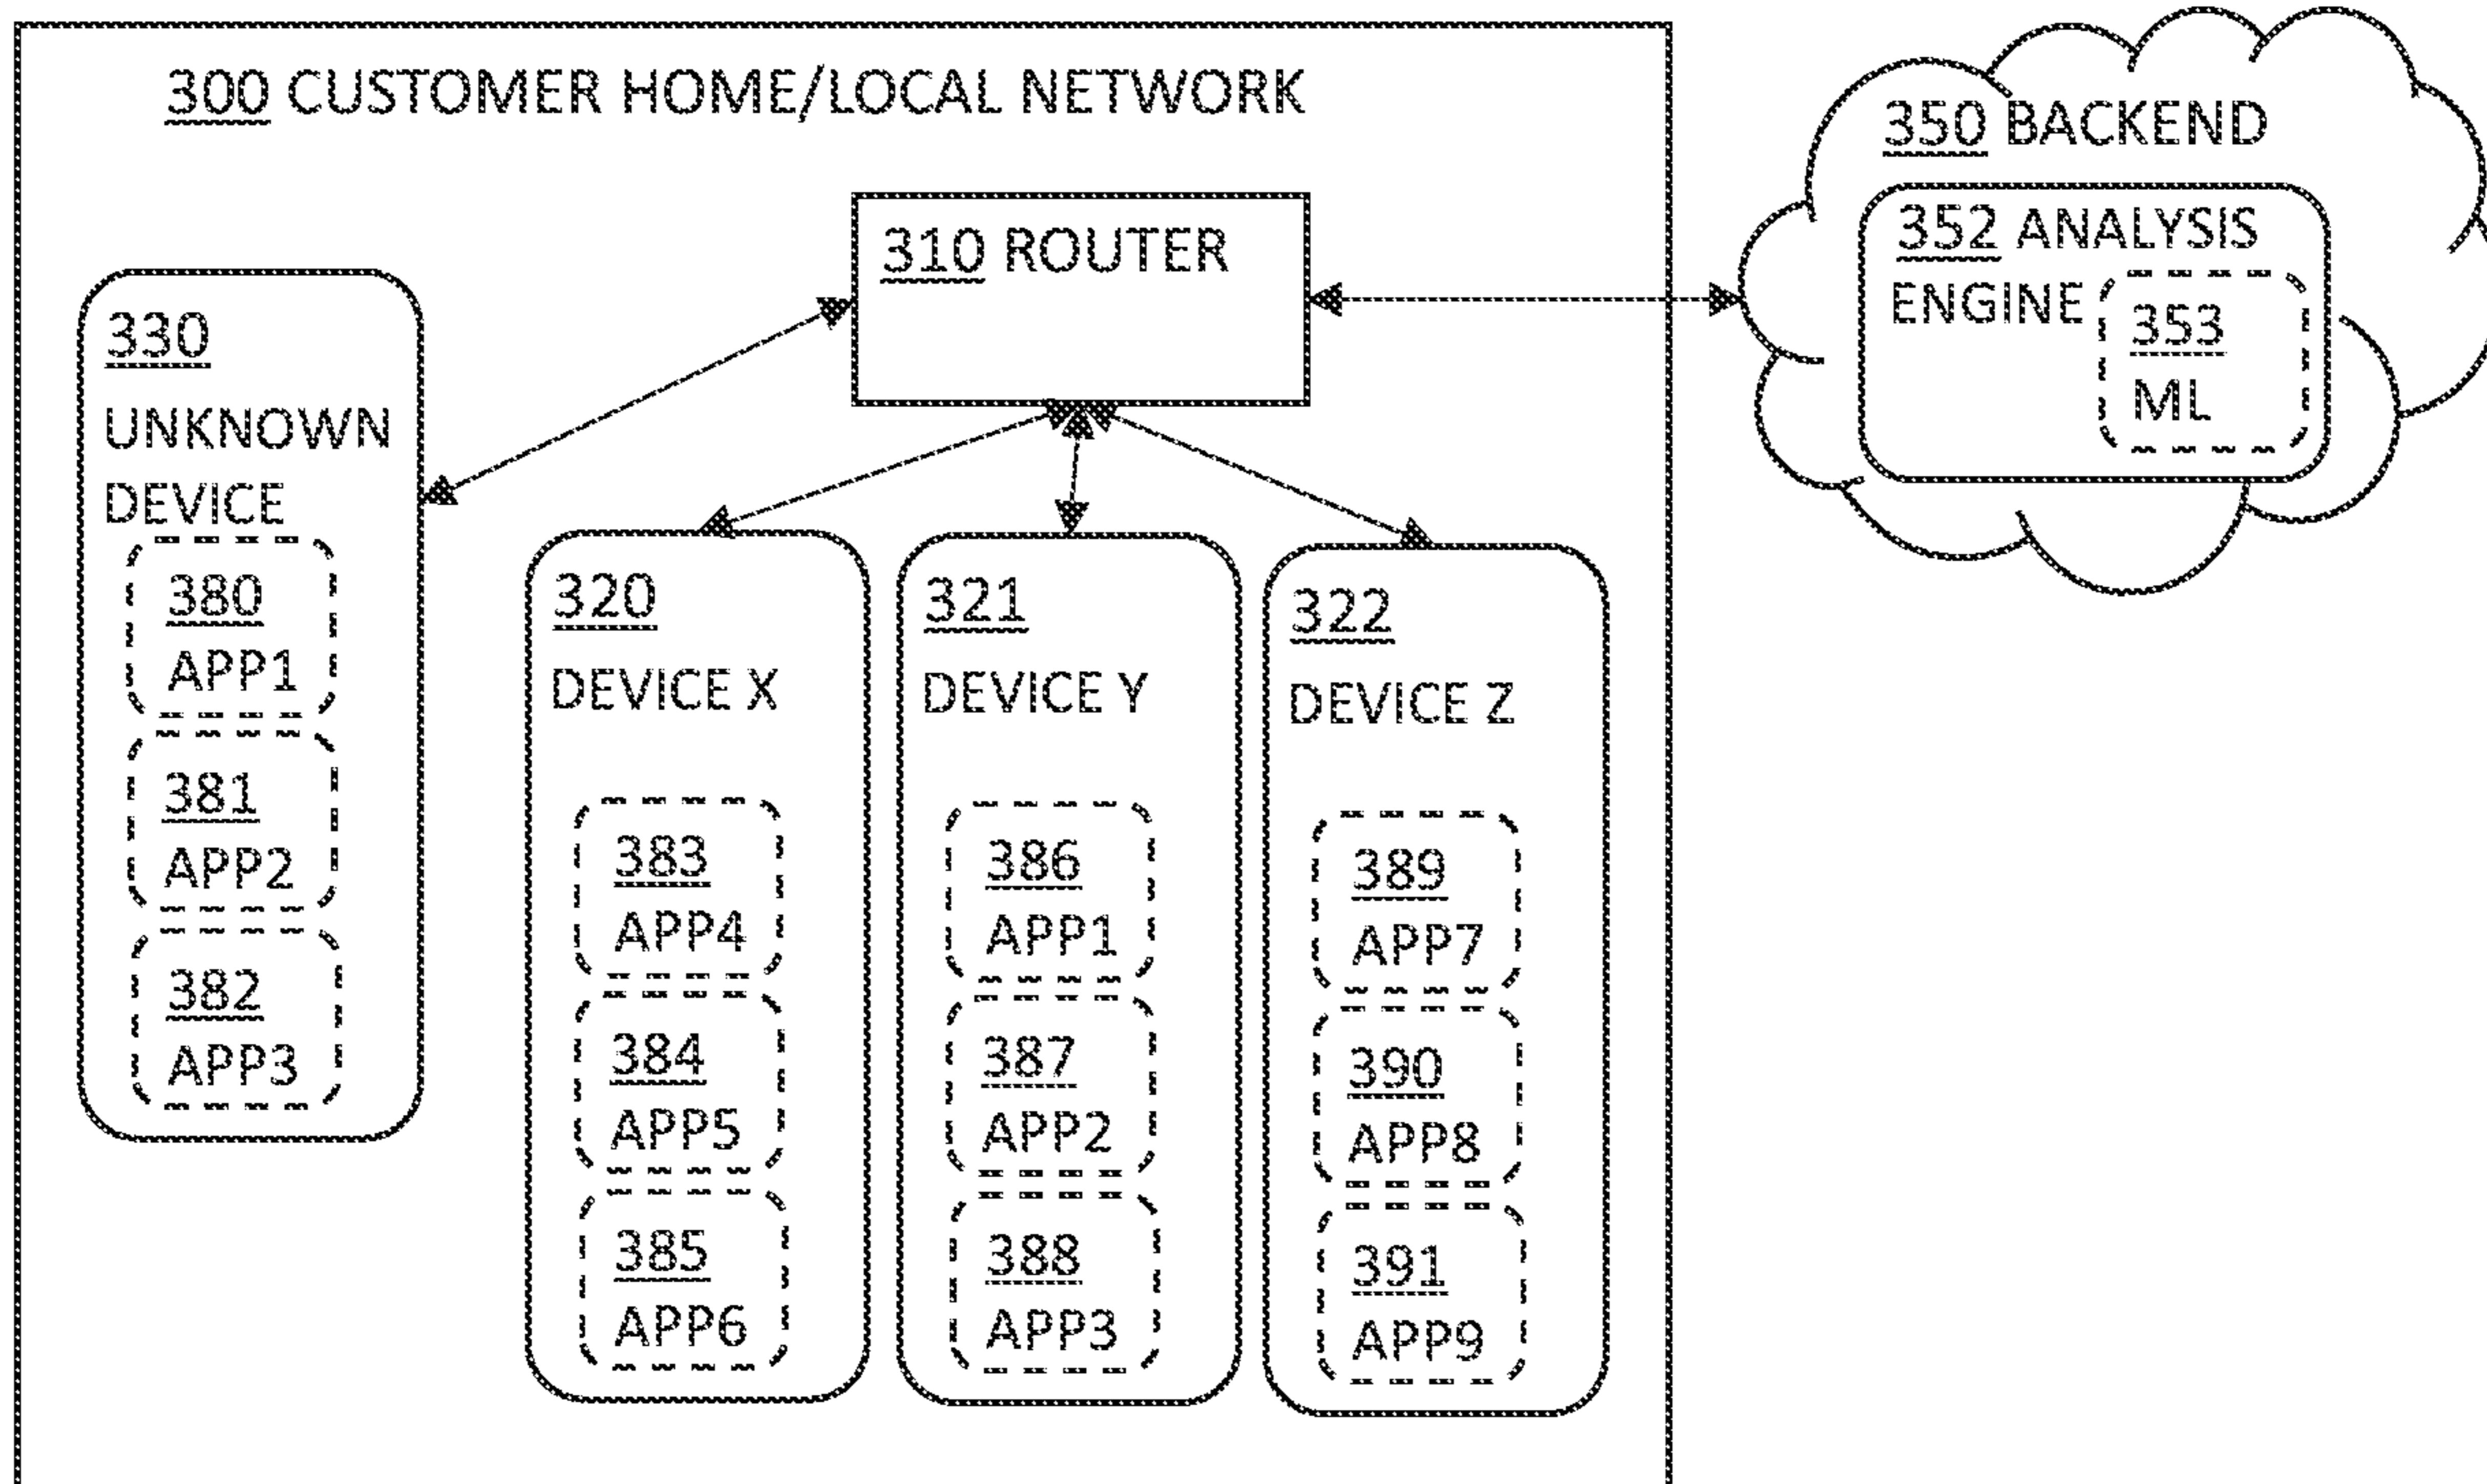 300 CUSTOMER HOME/LOCAL NETWORK
310 ROUTER
350 BACKEND
352 ANALYSIS
ENGINE
353
ML
330
UNKNOWN
DEVICE
380
APP1
381
APP2
382
APP3
320
DEVICE X
383
APP4
384
APP5
385
APP6
321
DEVICE Y
386
APP1
387
APP2
388
APP3
322
DEVICE Z
389
APP7
390
APP8
391
APP9